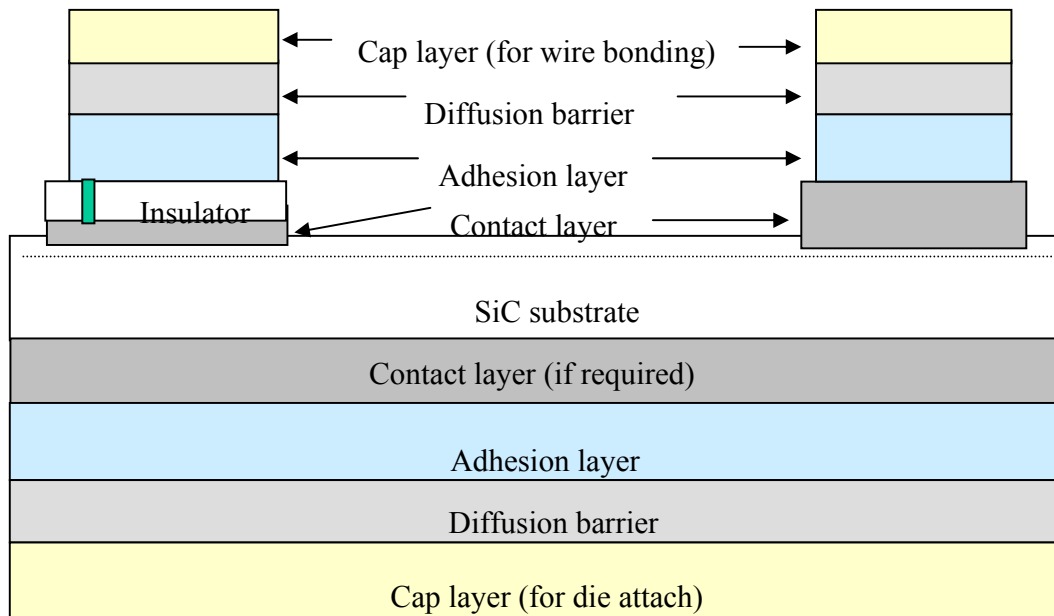 Cap layer (for wire bonding)
Diffusion barrier
Adhesion layer
Insulator
Contact layer
SiC substrate
Contact layer (if required)
Adhesion layer
Diffusion barrier
Cap layer (for die attach)